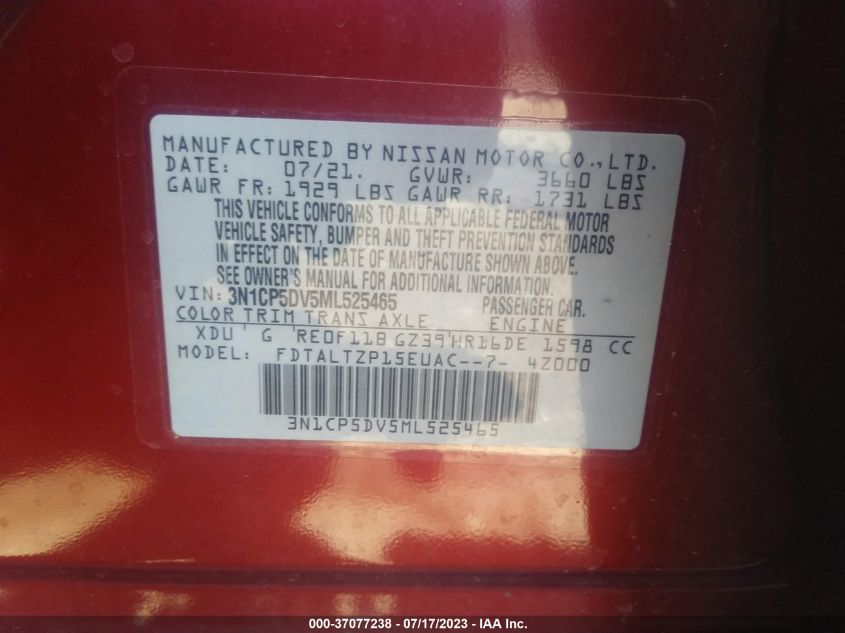 MANUFACTURED BY NISSAN MOTOR CO.,LTD.
DATE: 07/21. GVWR: 3660 LBS
GAWR FR: 1929 LBS GAWR RR: 1731 LBS
THIS VEHICLE CONFORMS TO ALL APPLICABLE FEDERAL MOTOR
VEHICLE SAFETY, BUMPER AND THEFT PREVENTION STANDARDS
IN EFFECT ON THE DATE OF MANUFACTURE SHOWN ABOVE.
SEE OWNER'S MANUAL FOR ADDITIONAL INFORMATION.
VIN: 3N1CP5DV5ML525465 PASSENGER CAR.
COLOR TRIM TRANS AXLE ENGINE
XDU G RE0F11B GZ39 HR16DE 1598 CC
MODEL: FDTALTZP15EUAC--7- 4Z000
3N1CP5DV5ML525465
000-37077238 - 07/17/2023 - IAA Inc.